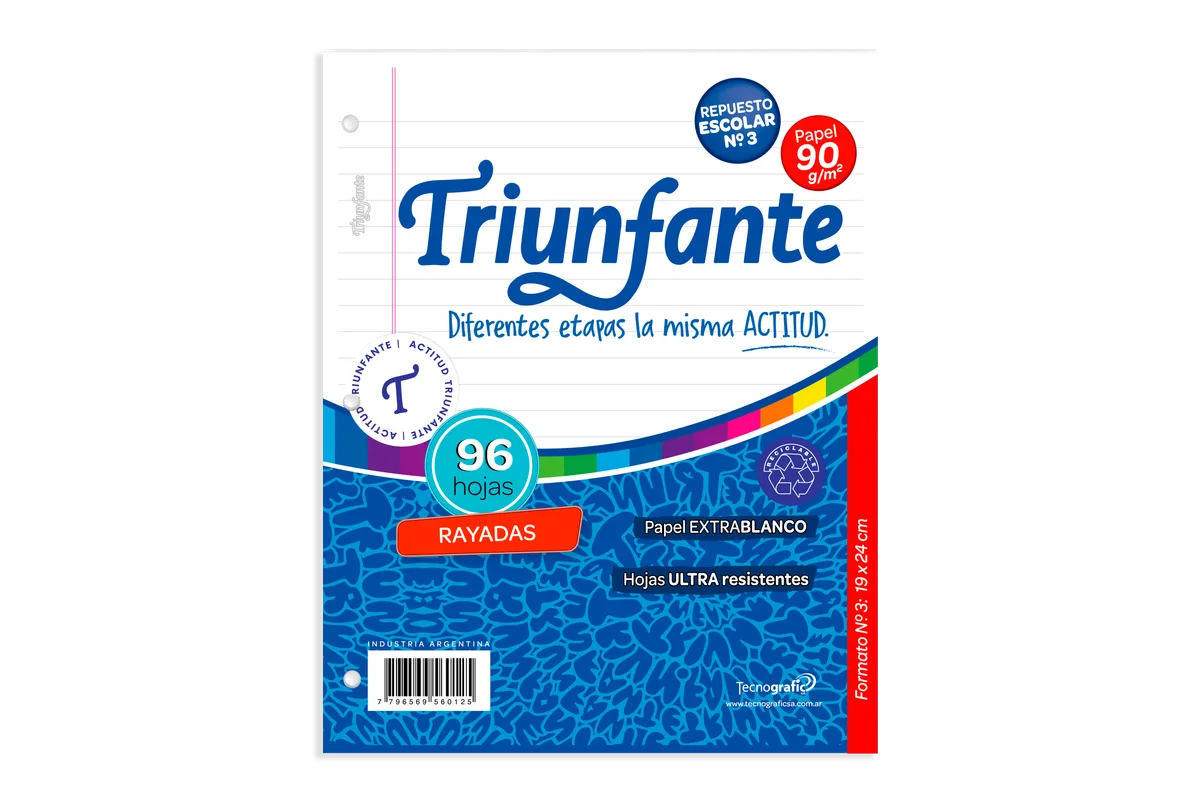 REPUESTO
ESCOLAR
Nº 3
Papel
90
g/m²
Triunfante
Triunfante
Diferentes etapas la misma ACTITUD.
ACTITUD TRIUNFANTE | ACTITUD TRIUNFANTE |
T
96
hojas
RAYADAS
RECICLABLE
Papel EXTRABLANCO
Hojas ULTRA resistentes
Formato Nº 3: 19 x 24 cm
INDUSTRIA ARGENTINA
7 796569 560125
Tecnografic
www.tecnograficsa.com.ar